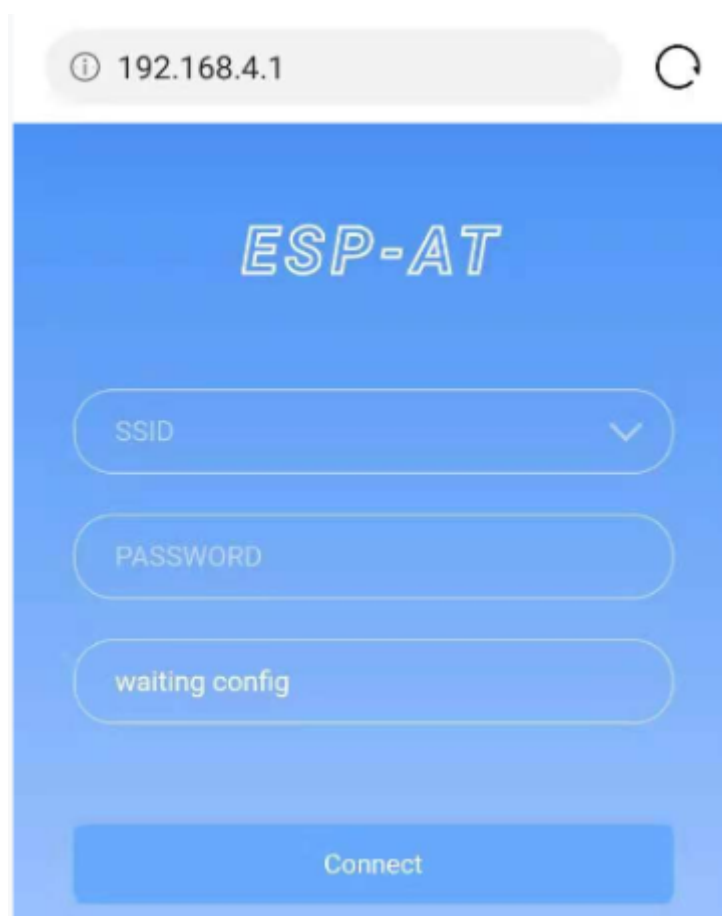 192.168.4.1
ESP-AT
SSID
PASSWORD
waiting config
Connect